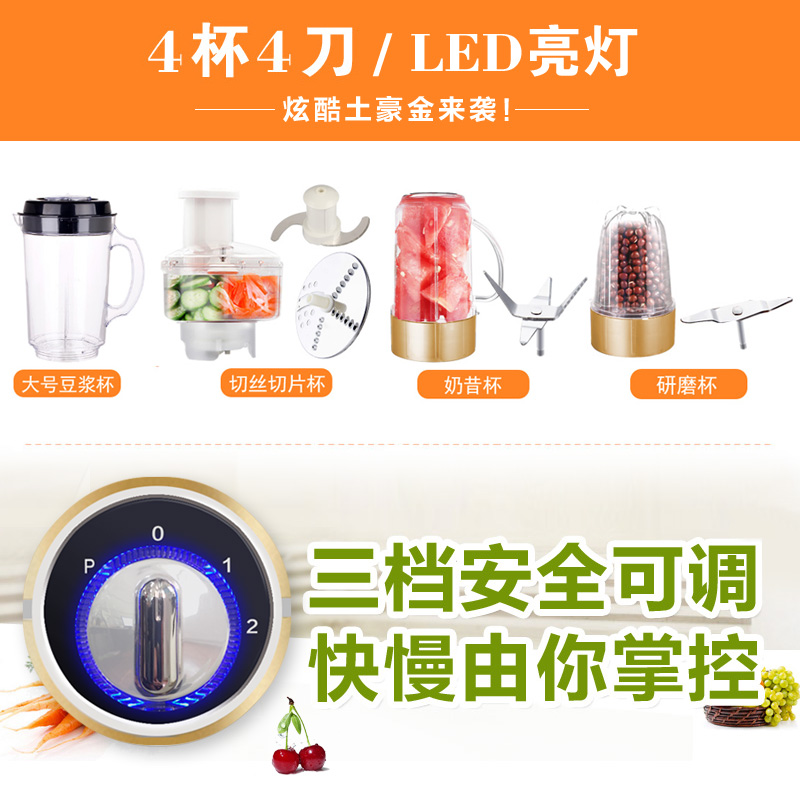 4杯4刀/LED亮灯
炫酷土豪金来袭!
大号豆浆杯
切丝切片杯
奶昔杯
研磨杯
P 0 1 2
三档安全可调
快慢由你掌控